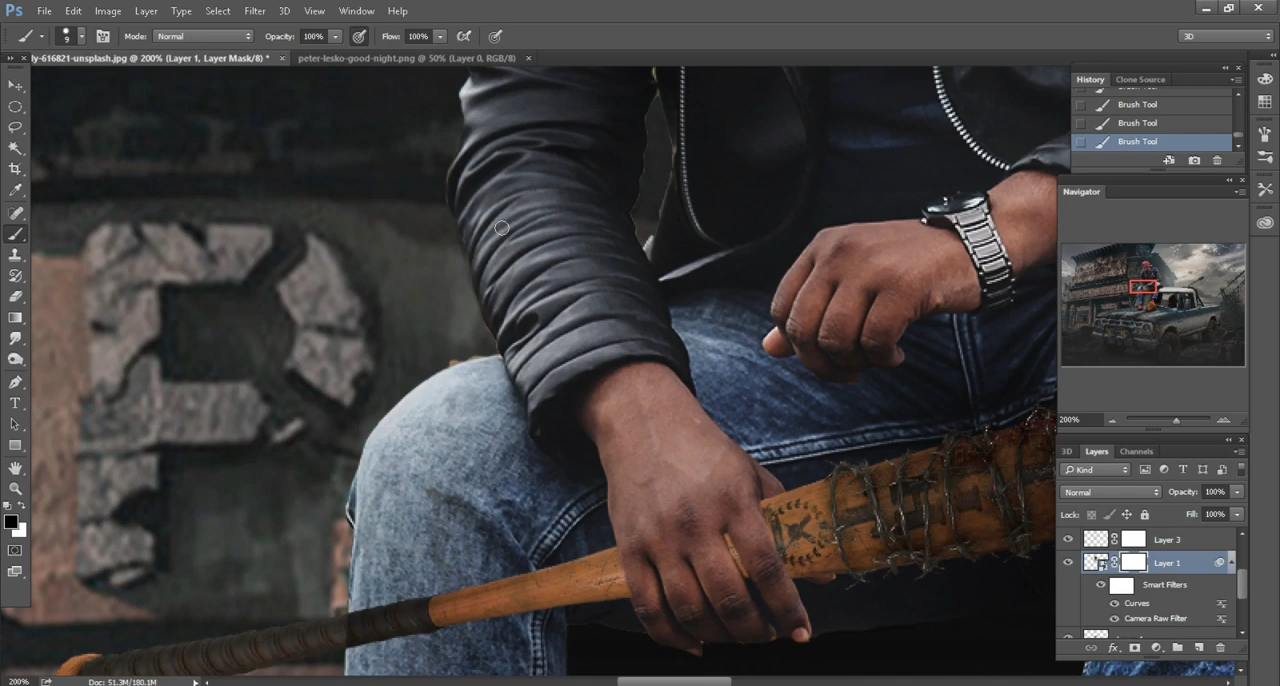 Ps File Edit Image Layer Type Select Filter 3D View Window Help
9 Mode: Normal Opacity: 100% Flow: 100% 3D
ly-616821-unsplash.jpg @ 200% (Layer 1, Layer Mask/8) * × peter-lesko-good-night.png @ 50% (Layer 0, RGB/8) ×
History Clone Source
Brush Tool
Brush Tool
Brush Tool
Brush Tool
Navigator
200%
3D Layers Channels
Kind
Normal Opacity: 100%
Lock: Fill: 100%
Layer 3
Layer 1
Smart Filters
Curves
Camera Raw Filter
200% Doc: 51.3M/180.1M